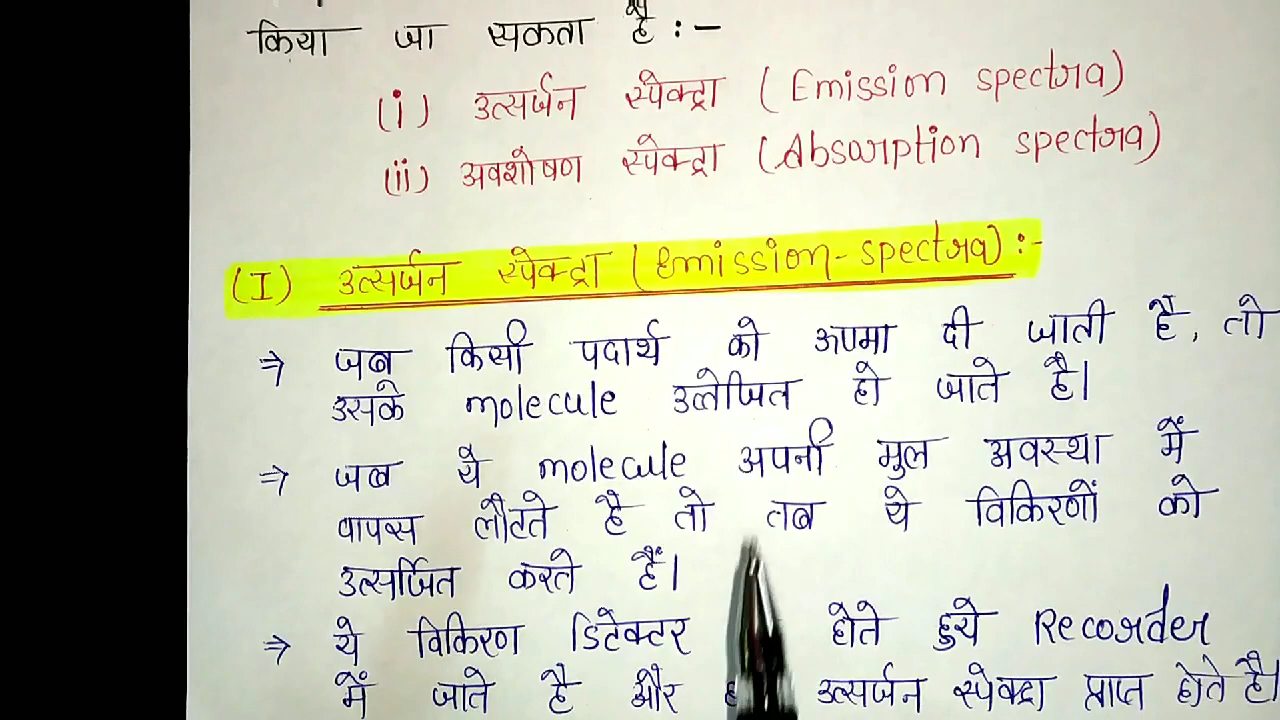 किया जा सकता है :-
(i) उत्सर्जन स्पेक्ट्रा (Emission spectra)
(ii) अवशोषण स्पेक्ट्रा (Absorption spectra)
(I) उत्सर्जन स्पेक्ट्रा (Emission-spectra) :-
⇒ जब किसी पदार्थ को ऊष्मा दी जाती है, तो
उसके molecule उत्तेजित हो जाते है।
⇒ जब ये molecule अपनी मुल अवस्था में
वापस लौटते है तो तब ये विकिरणों को
उत्सर्जित करते हैं।
⇒ ये विकिरण डिटेक्टर होते हुये Recorder
में जाते है और उत्सर्जन स्पेक्ट्रा प्राप्त होते है।